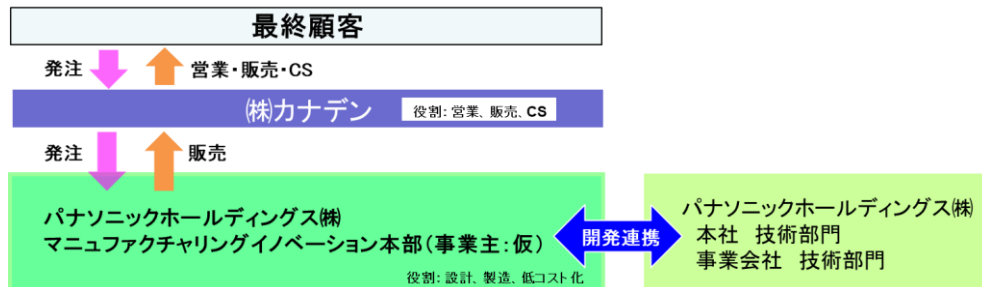 最終顧客
発注
営業・販売・CS
㈱カナデン
役割：営業、販売、CS
発注
販売
パナソニックホールディングス㈱
マニュファクチャリングイノベーション本部（事業主：仮）
役割：設計、製造、低コスト化
開発連携
パナソニックホールディングス㈱
本社　技術部門
事業会社　技術部門